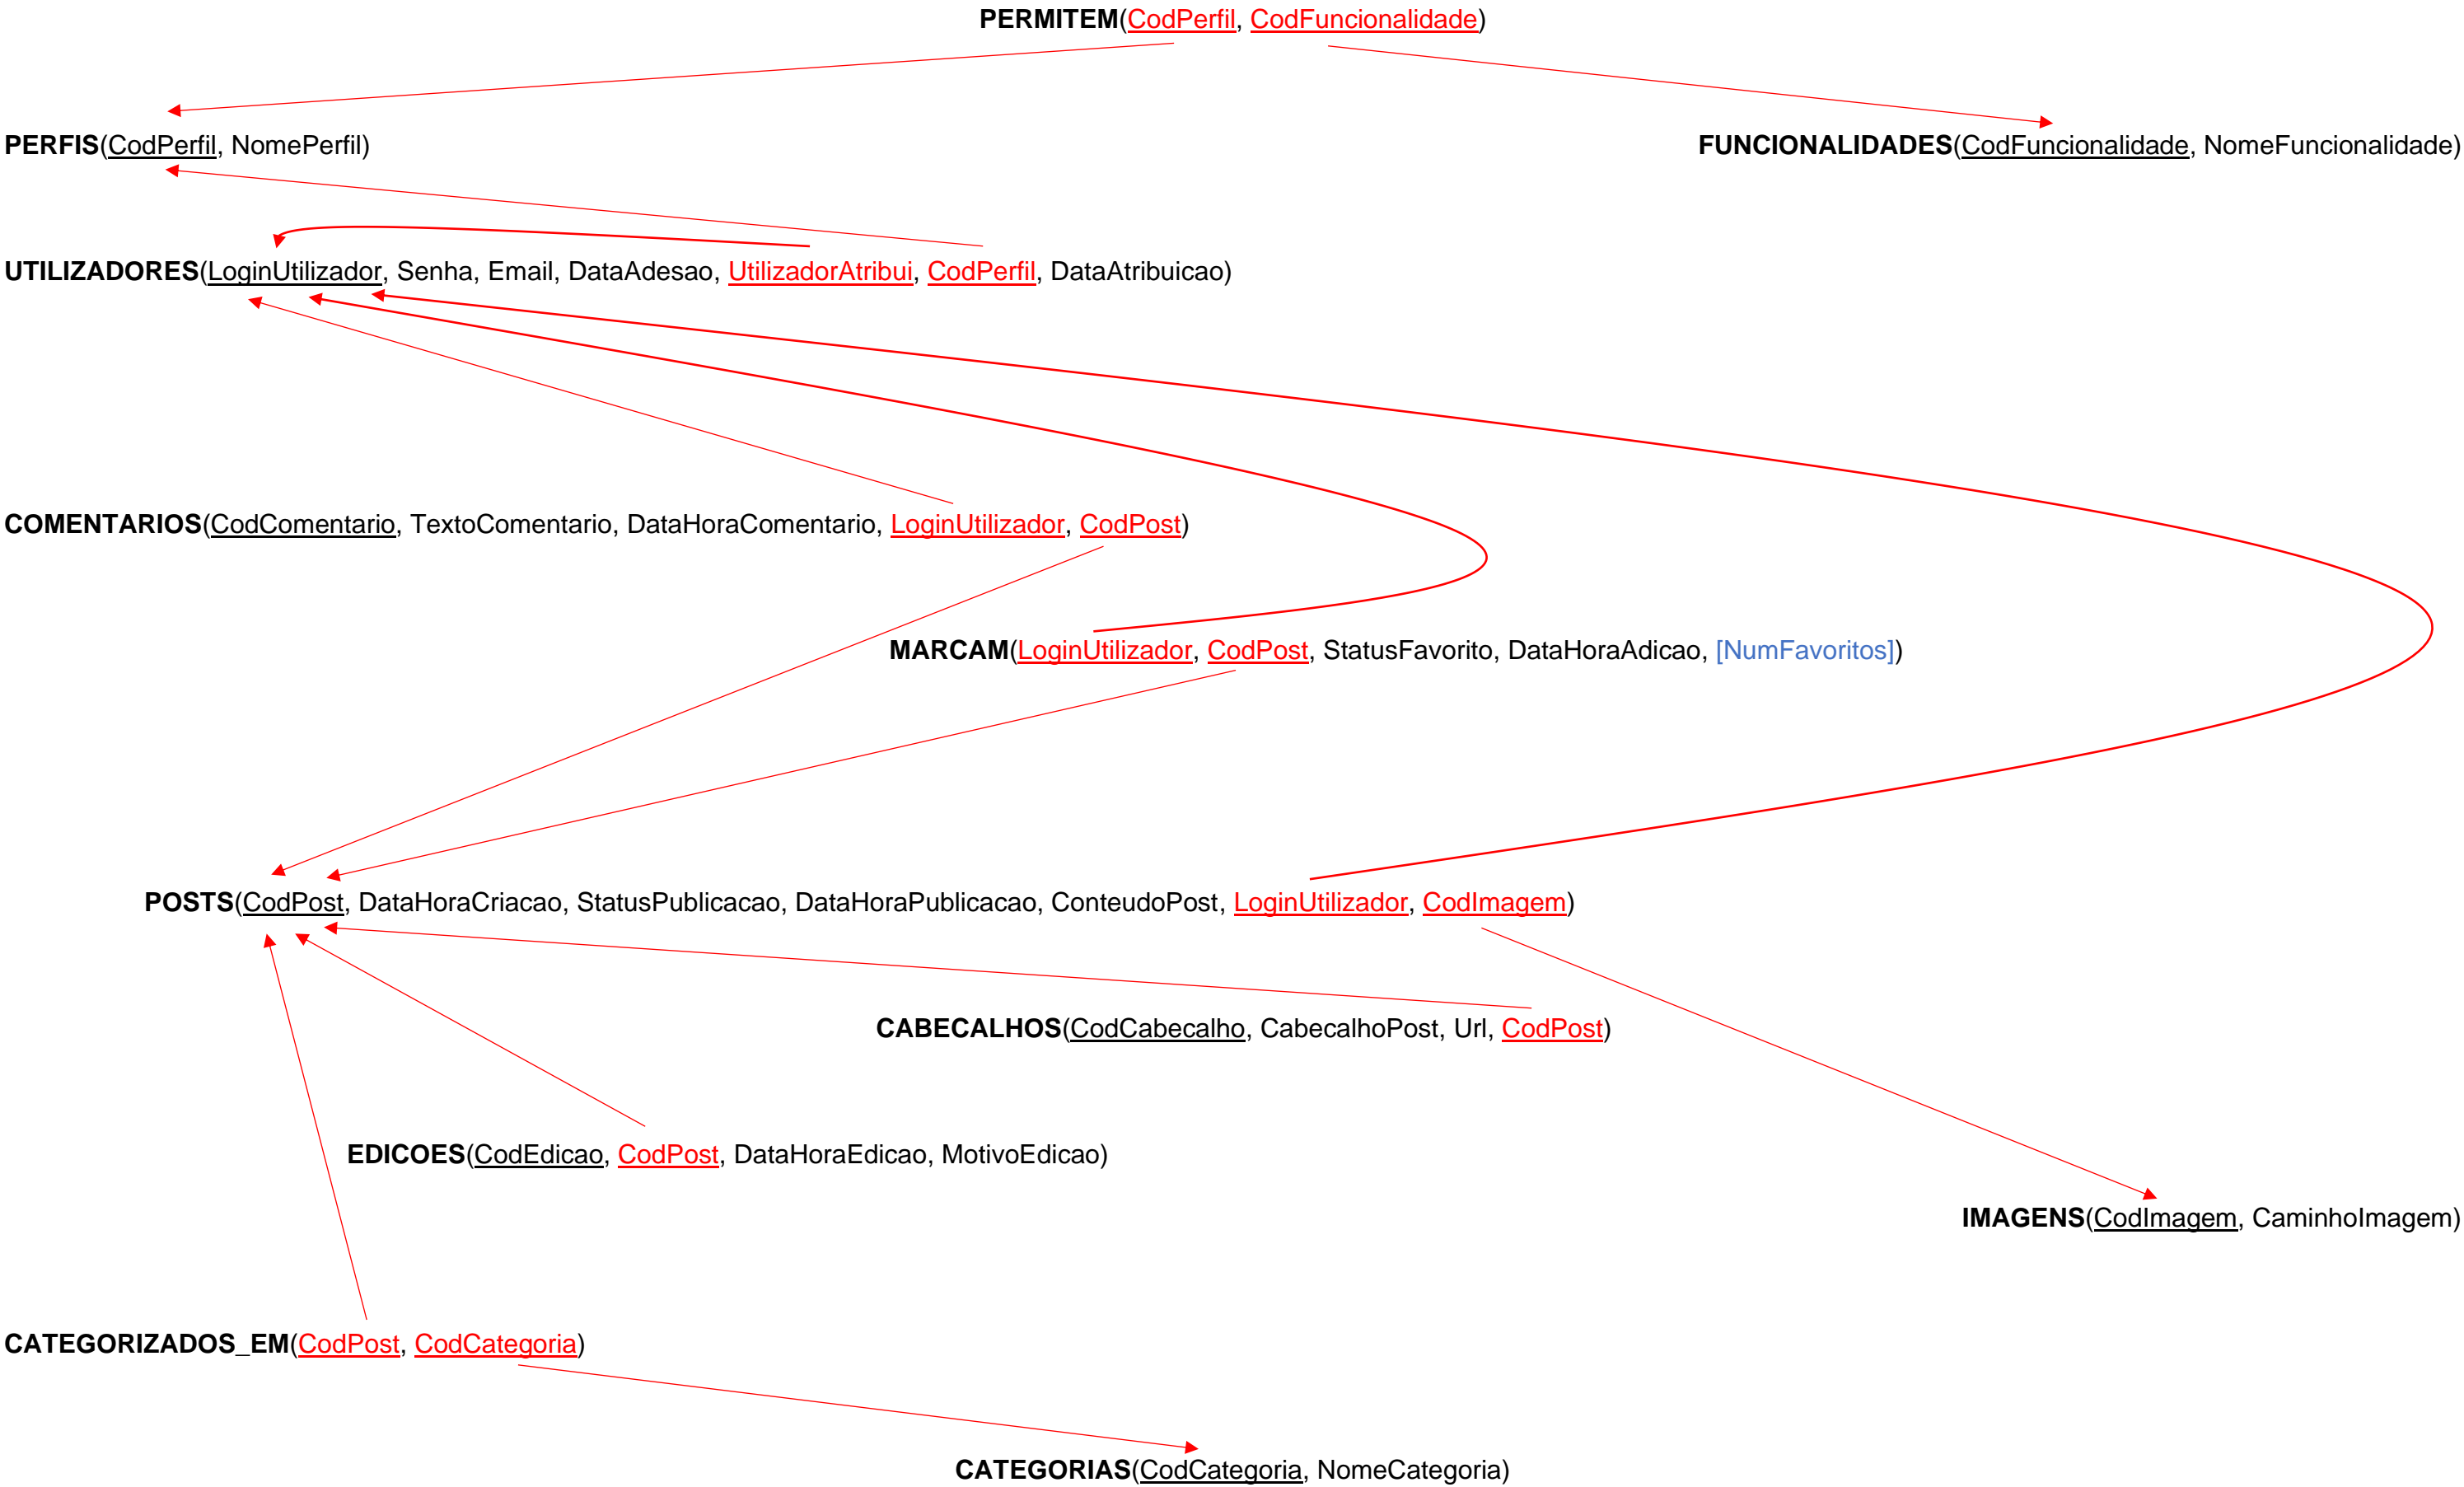 PERMITEM(CodPerfil, CodFuncionalidade)
PERFIS(CodPerfil, NomePerfil)
FUNCIONALIDADES(CodFuncionalidade, NomeFuncionalidade)
UTILIZADORES(LoginUtilizador, Senha, Email, DataAdesao, UtilizadorAtribui, CodPerfil, DataAtribuicao)
COMENTARIOS(CodComentario, TextoComentario, DataHoraComentario, LoginUtilizador, CodPost)
MARCAM(LoginUtilizador, CodPost, StatusFavorito, DataHoraAdicao, [NumFavoritos])
POSTS(CodPost, DataHoraCriacao, StatusPublicacao, DataHoraPublicacao, ConteudoPost, LoginUtilizador, CodImagem)
CABECALHOS(CodCabecalho, CabecalhoPost, Url, CodPost)
EDICOES(CodEdicao, CodPost, DataHoraEdicao, MotivoEdicao)
IMAGENS(CodImagem, CaminhoImagem)
CATEGORIZADOS_EM(CodPost, CodCategoria)
CATEGORIAS(CodCategoria, NomeCategoria)